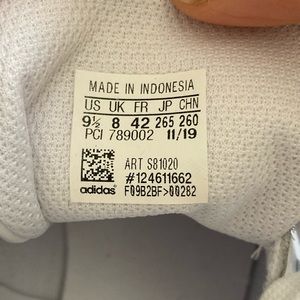 MADE IN INDONESIA
US UK FR JP CHN
9½ 8 42 265 260
PCI 789002 11/19
ART S81020
#124611662
adidas® F09B2BF>00282